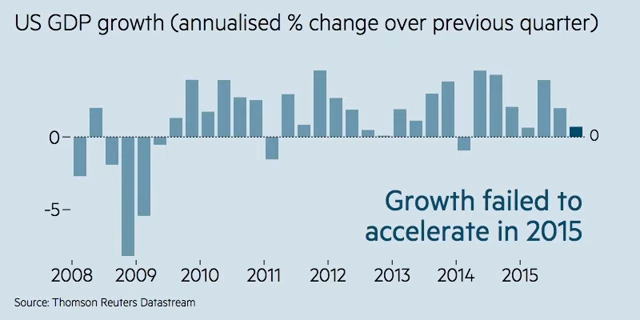 US GDP growth (annualised % change over previous quarter)
0
0
-5
Growth failed to
accelerate in 2015
2008 2009 2010 2011 2012 2013 2014 2015
Source: Thomson Reuters Datastream